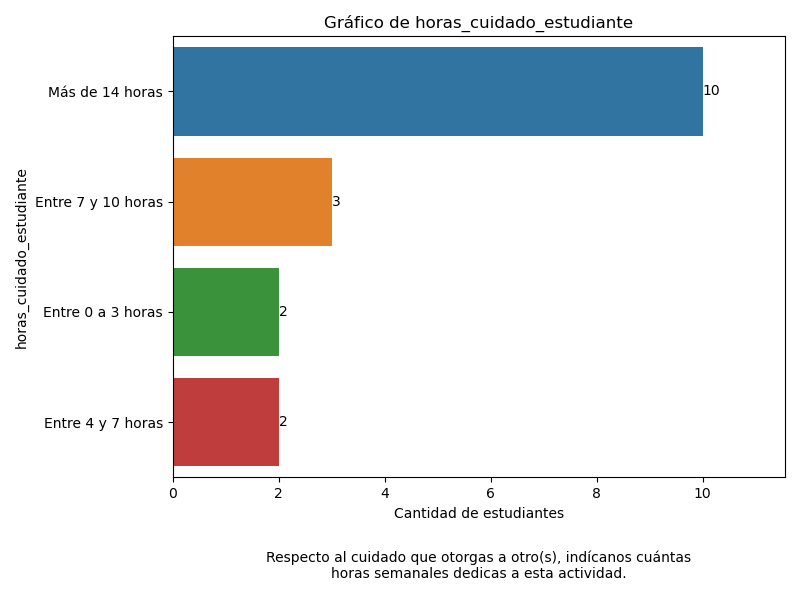 Gráfico de horas_cuidado_estudiante
horas_cuidado_estudiante
Más de 14 horas
10
Entre 7 y 10 horas
3
Entre 0 a 3 horas
2
Entre 4 y 7 horas
2
0 2 4 6 8 10
Cantidad de estudiantes
Respecto al cuidado que otorgas a otro(s), indícanos cuántas
horas semanales dedicas a esta actividad.